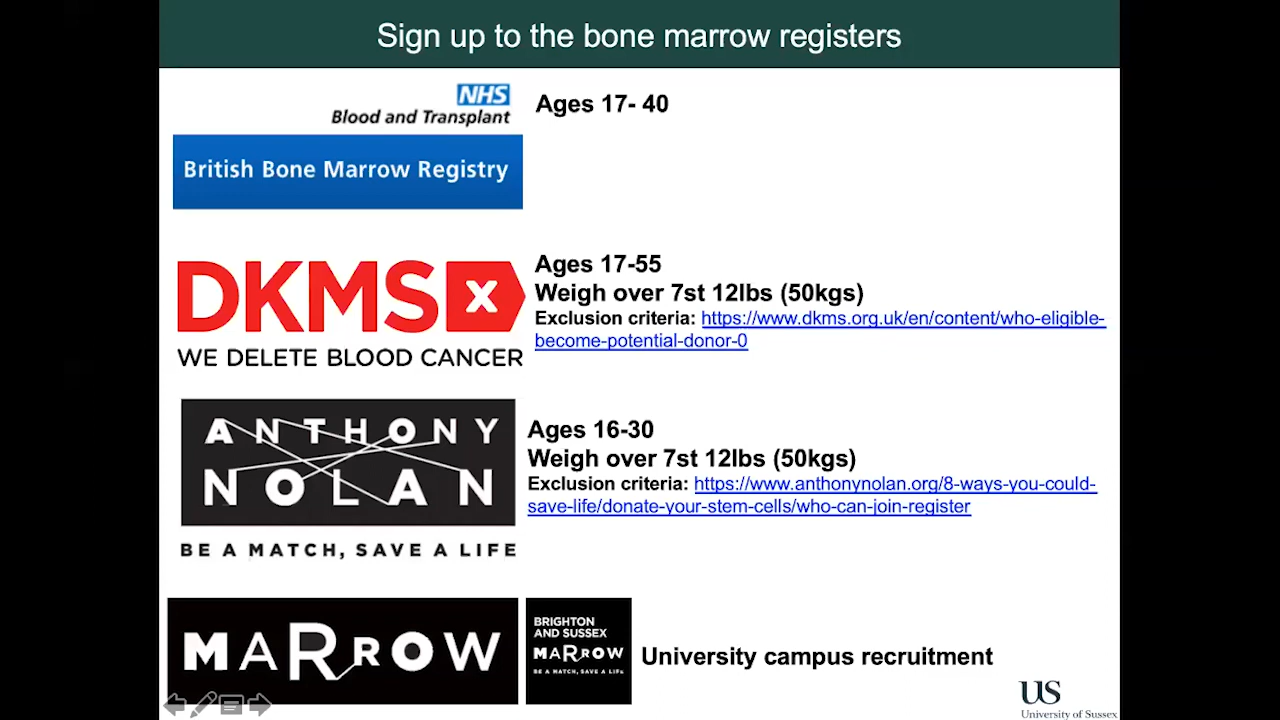 Sign up to the bone marrow registers
NHS
Blood and Transplant
British Bone Marrow Registry
Ages 17- 40
DKMS x
WE DELETE BLOOD CANCER
Ages 17-55
Weigh over 7st 12lbs (50kgs)
Exclusion criteria: https://www.dkms.org.uk/en/content/who-eligible-
become-potential-donor-0
ANTHONY
NOLAN
BE A MATCH, SAVE A LIFE
Ages 16-30
Weigh over 7st 12lbs (50kgs)
Exclusion criteria: https://www.anthonynolan.org/8-ways-you-could-
save-life/donate-your-stem-cells/who-can-join-register
MARROW
BRIGHTON
AND SUSSEX
MARROW
BE A MATCH, SAVE A LIFE
University campus recruitment
US
University of Sussex